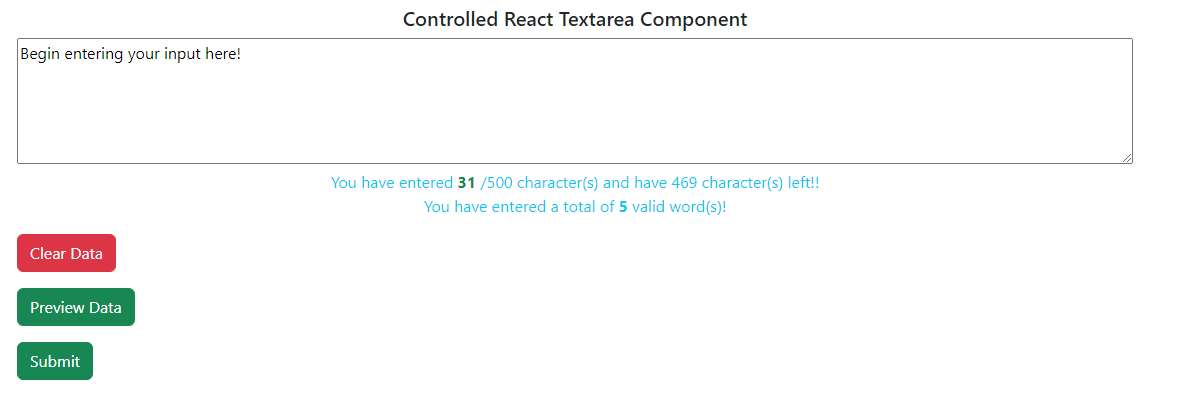 Controlled React Textarea Component
Begin entering your input here!
You have entered 31 /500 character(s) and have 469 character(s) left!!
You have entered a total of 5 valid word(s)!
Clear Data
Preview Data
Submit